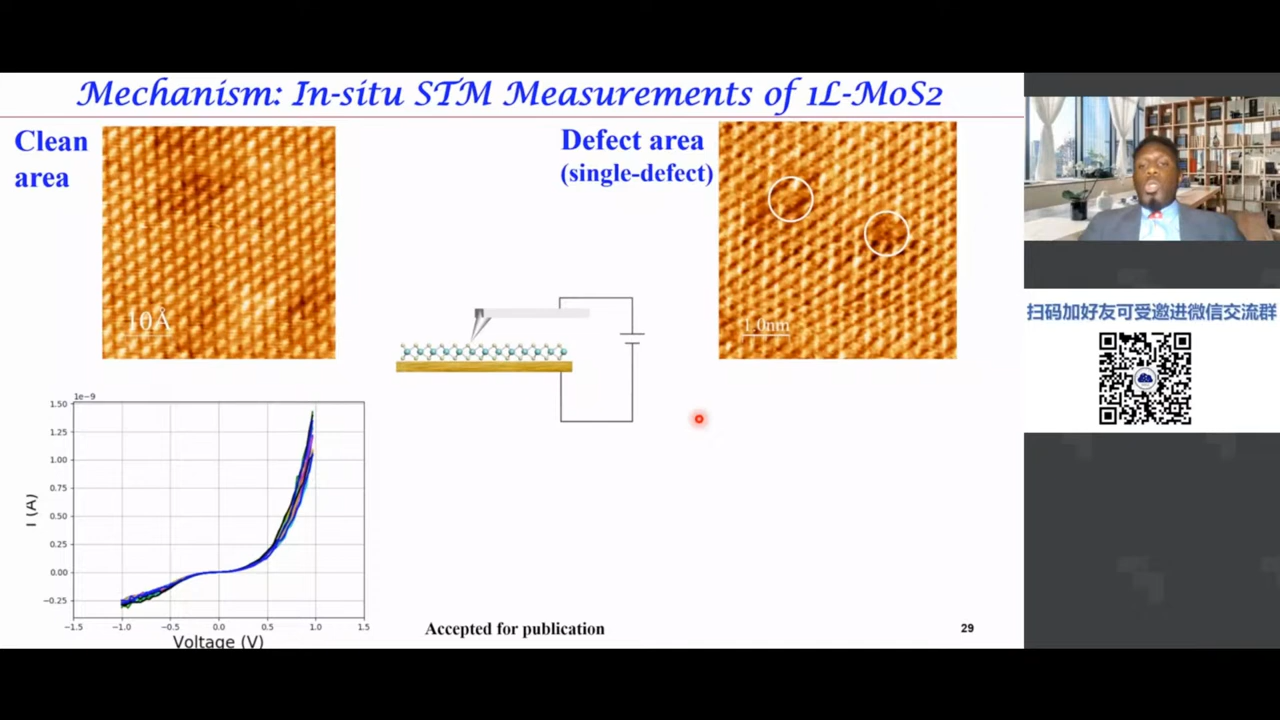 Mechanism: In-situ STM Measurements of 1L-MoS2
Clean
area
10Å
Defect area
(single-defect)
1.0nm
扫码加好友可受邀进微信交流群
1e−9
1.50
1.25
1.00
0.75
0.50
0.25
0.00
−0.25
I (A)
−1.5
−1.0
−0.5
0.0
0.5
1.0
1.5
Voltage (V)
Accepted for publication
29